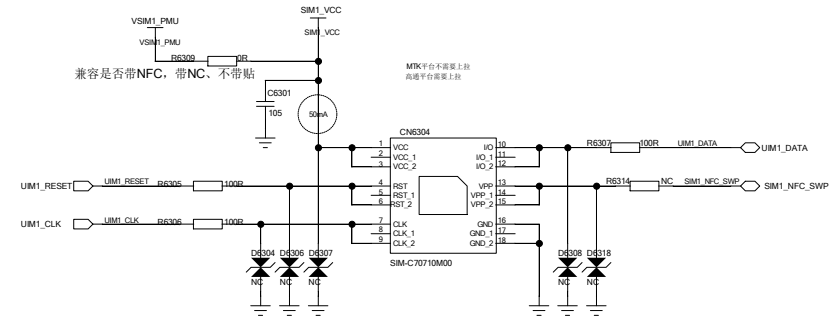 SIM1_VCC
VSIM1_PMU
SIM1_VCC
VSIM1_PMU
R6309 0R
兼容是否带NFC，带NC、不带贴
MTK平台不需要上拉
高通平台需要上拉
C6301
105
50mA
CN6304
1 VCC I/O 10
2 VCC_1 I/O_1 11
3 VCC_2 I/O_2 12
R6307 100R UIM1_DATA UIM1_DATA
UIM1_RESET UIM1_RESET R6305 100R
4 RST VPP 13
5 RST_1 VPP_1 14
6 RST_2 VPP_2 15
R6314 NC SIM1_NFC_SWP SIM1_NFC_SWP
UIM1_CLK UIM1_CLK R6306 100R
7 CLK GND 16
8 CLK_1 GND_1 17
9 CLK_2 GND_2 18
D6304 D6306 D6307 D6308 D6318
SIM-C70710M00
NC NC NC NC NC